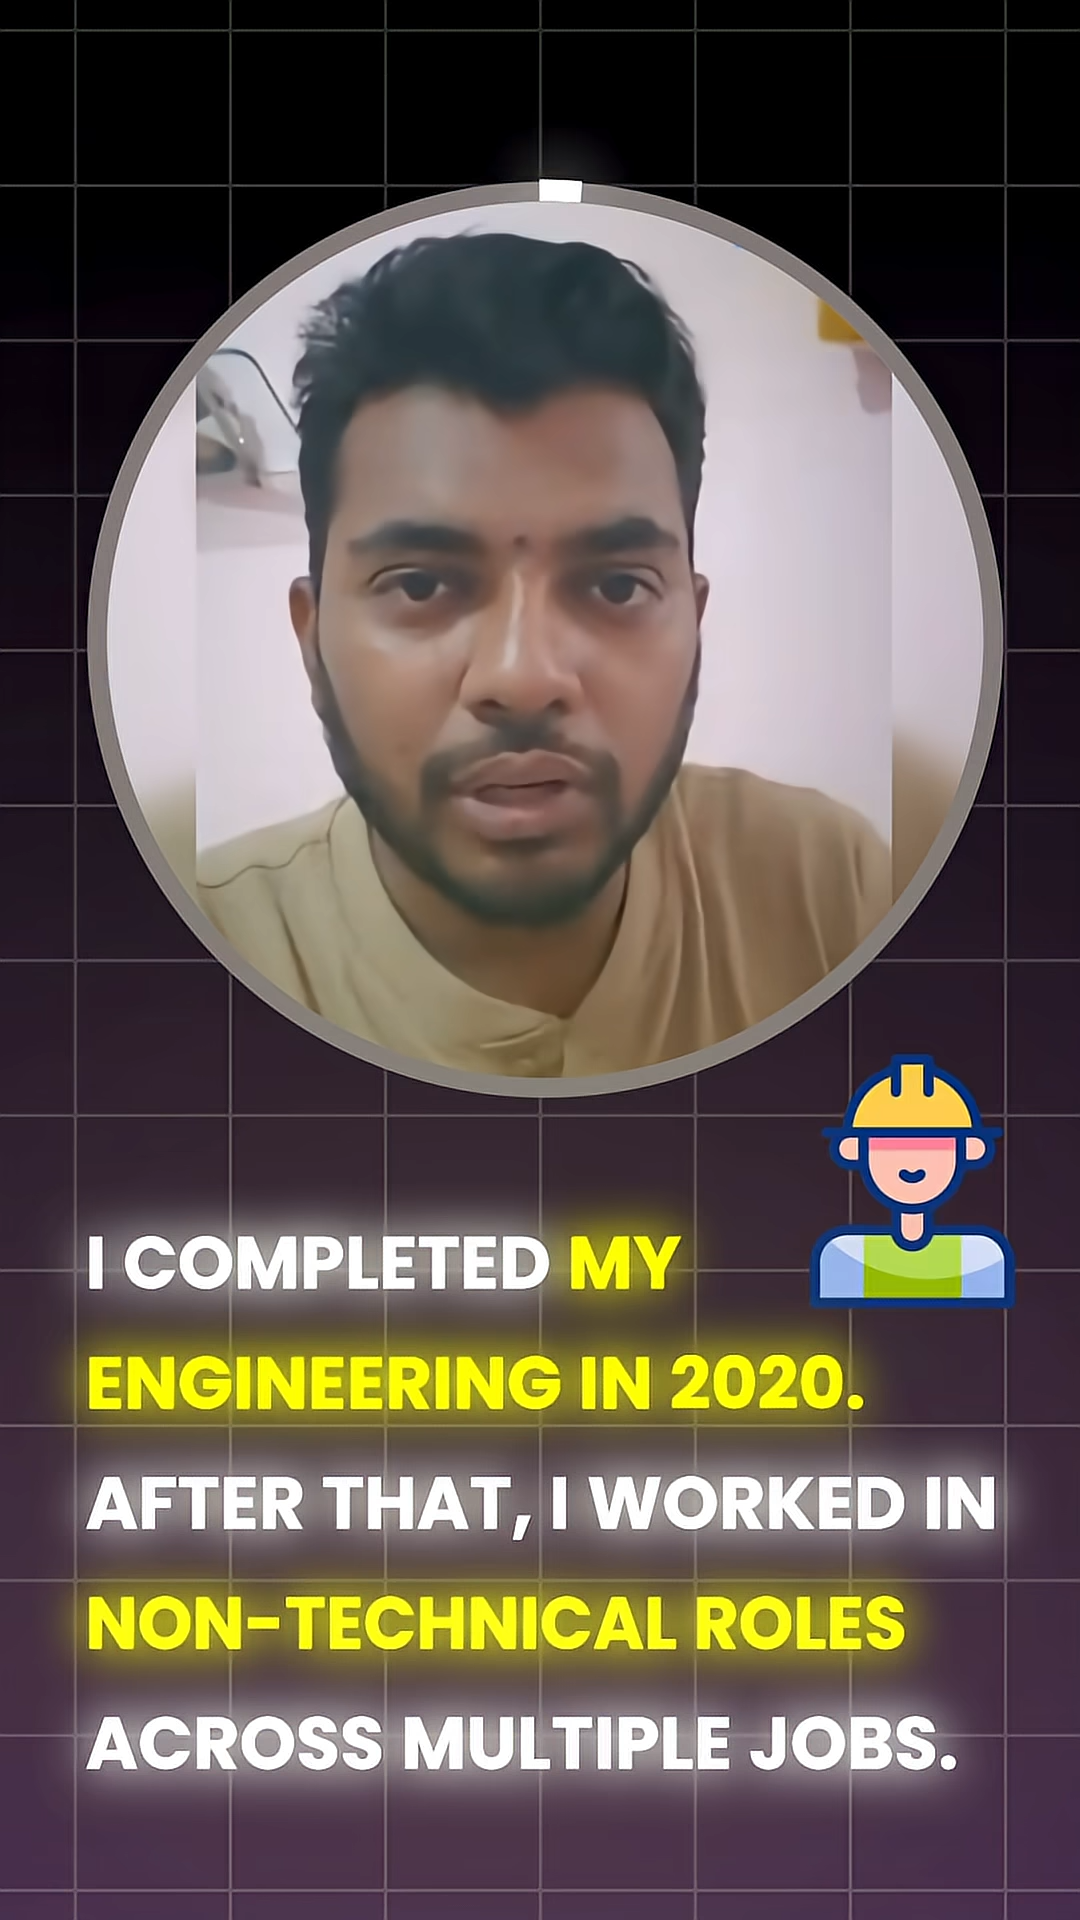 I COMPLETED MY
ENGINEERING IN 2020.
AFTER THAT, I WORKED IN
NON-TECHNICAL ROLES
ACROSS MULTIPLE JOBS.